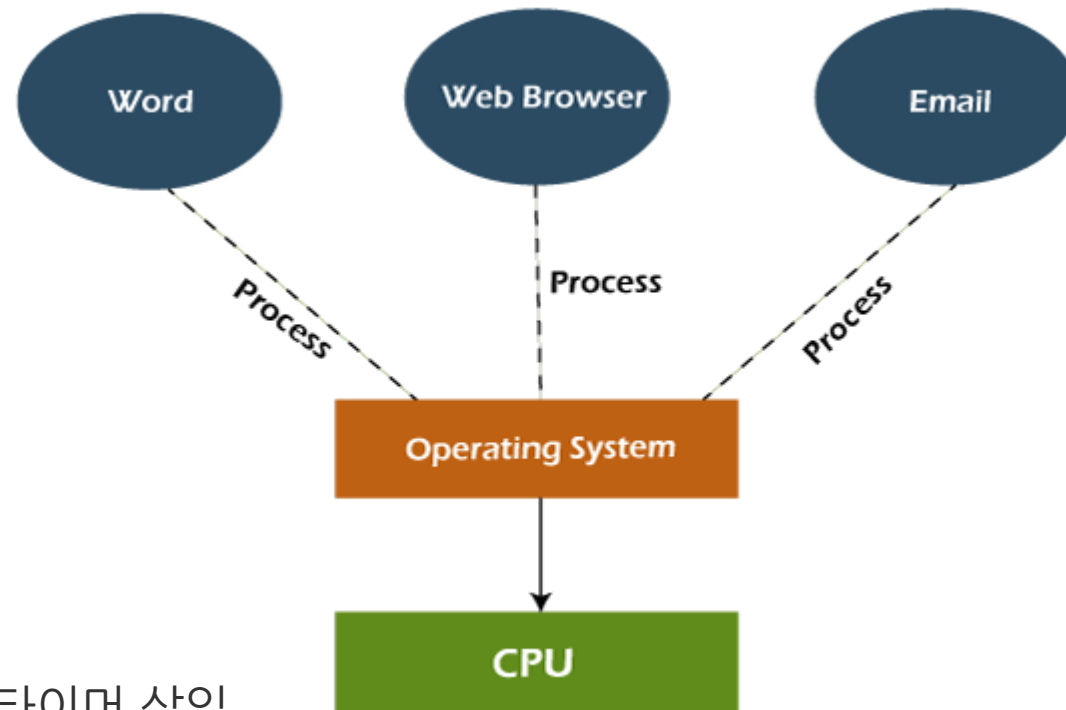 Word
Web Browser
Email
Process
Process
Process
Operating System
CPU